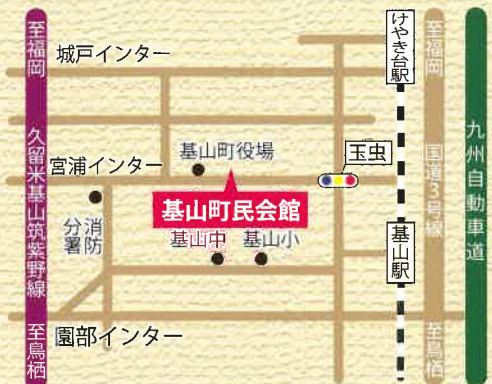 至福岡
久留米基山筑紫野線
至鳥栖
城戸インター
宮浦インター
園部インター
基山町役場
玉虫
基山町民会館
消防
分署
基山中
基山小
けやき台駅
基山駅
至福岡
国道3号線
至鳥栖
九州自動車道